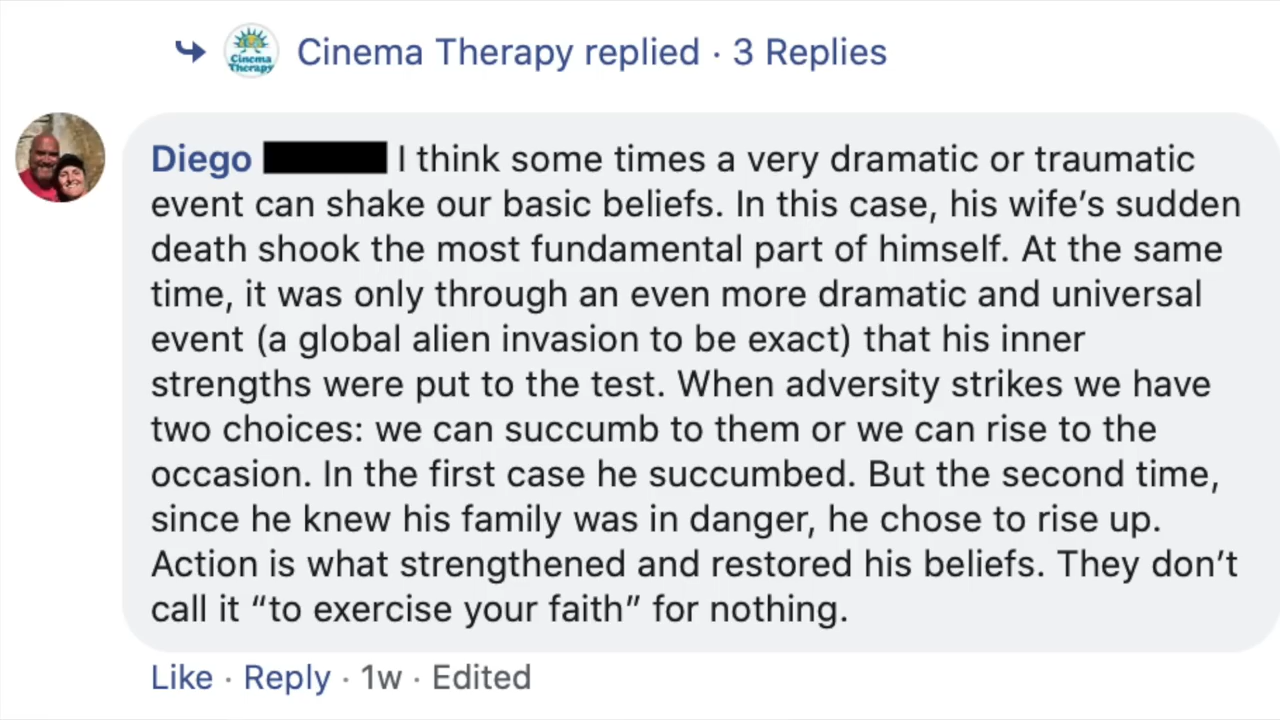 Cinema Therapy
Cinema Therapy replied · 3 Replies
Diego I think some times a very dramatic or traumatic
event can shake our basic beliefs. In this case, his wife’s sudden
death shook the most fundamental part of himself. At the same
time, it was only through an even more dramatic and universal
event (a global alien invasion to be exact) that his inner
strengths were put to the test. When adversity strikes we have
two choices: we can succumb to them or we can rise to the
occasion. In the first case he succumbed. But the second time,
since he knew his family was in danger, he chose to rise up.
Action is what strengthened and restored his beliefs. They don’t
call it “to exercise your faith” for nothing.
Like · Reply · 1w · Edited